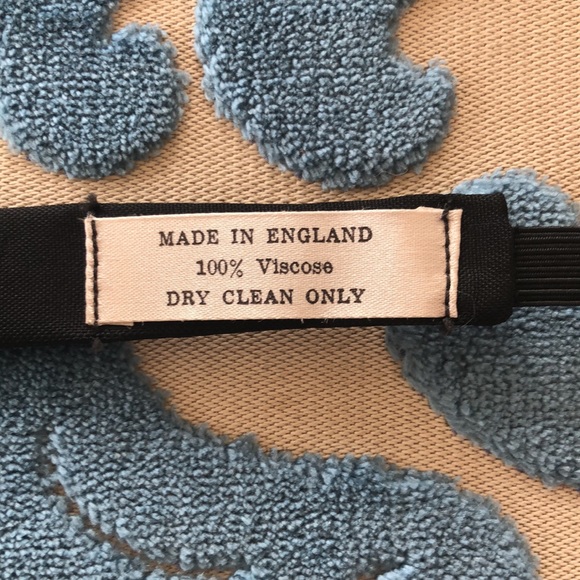 MADE IN ENGLAND
100% Viscose
DRY CLEAN ONLY